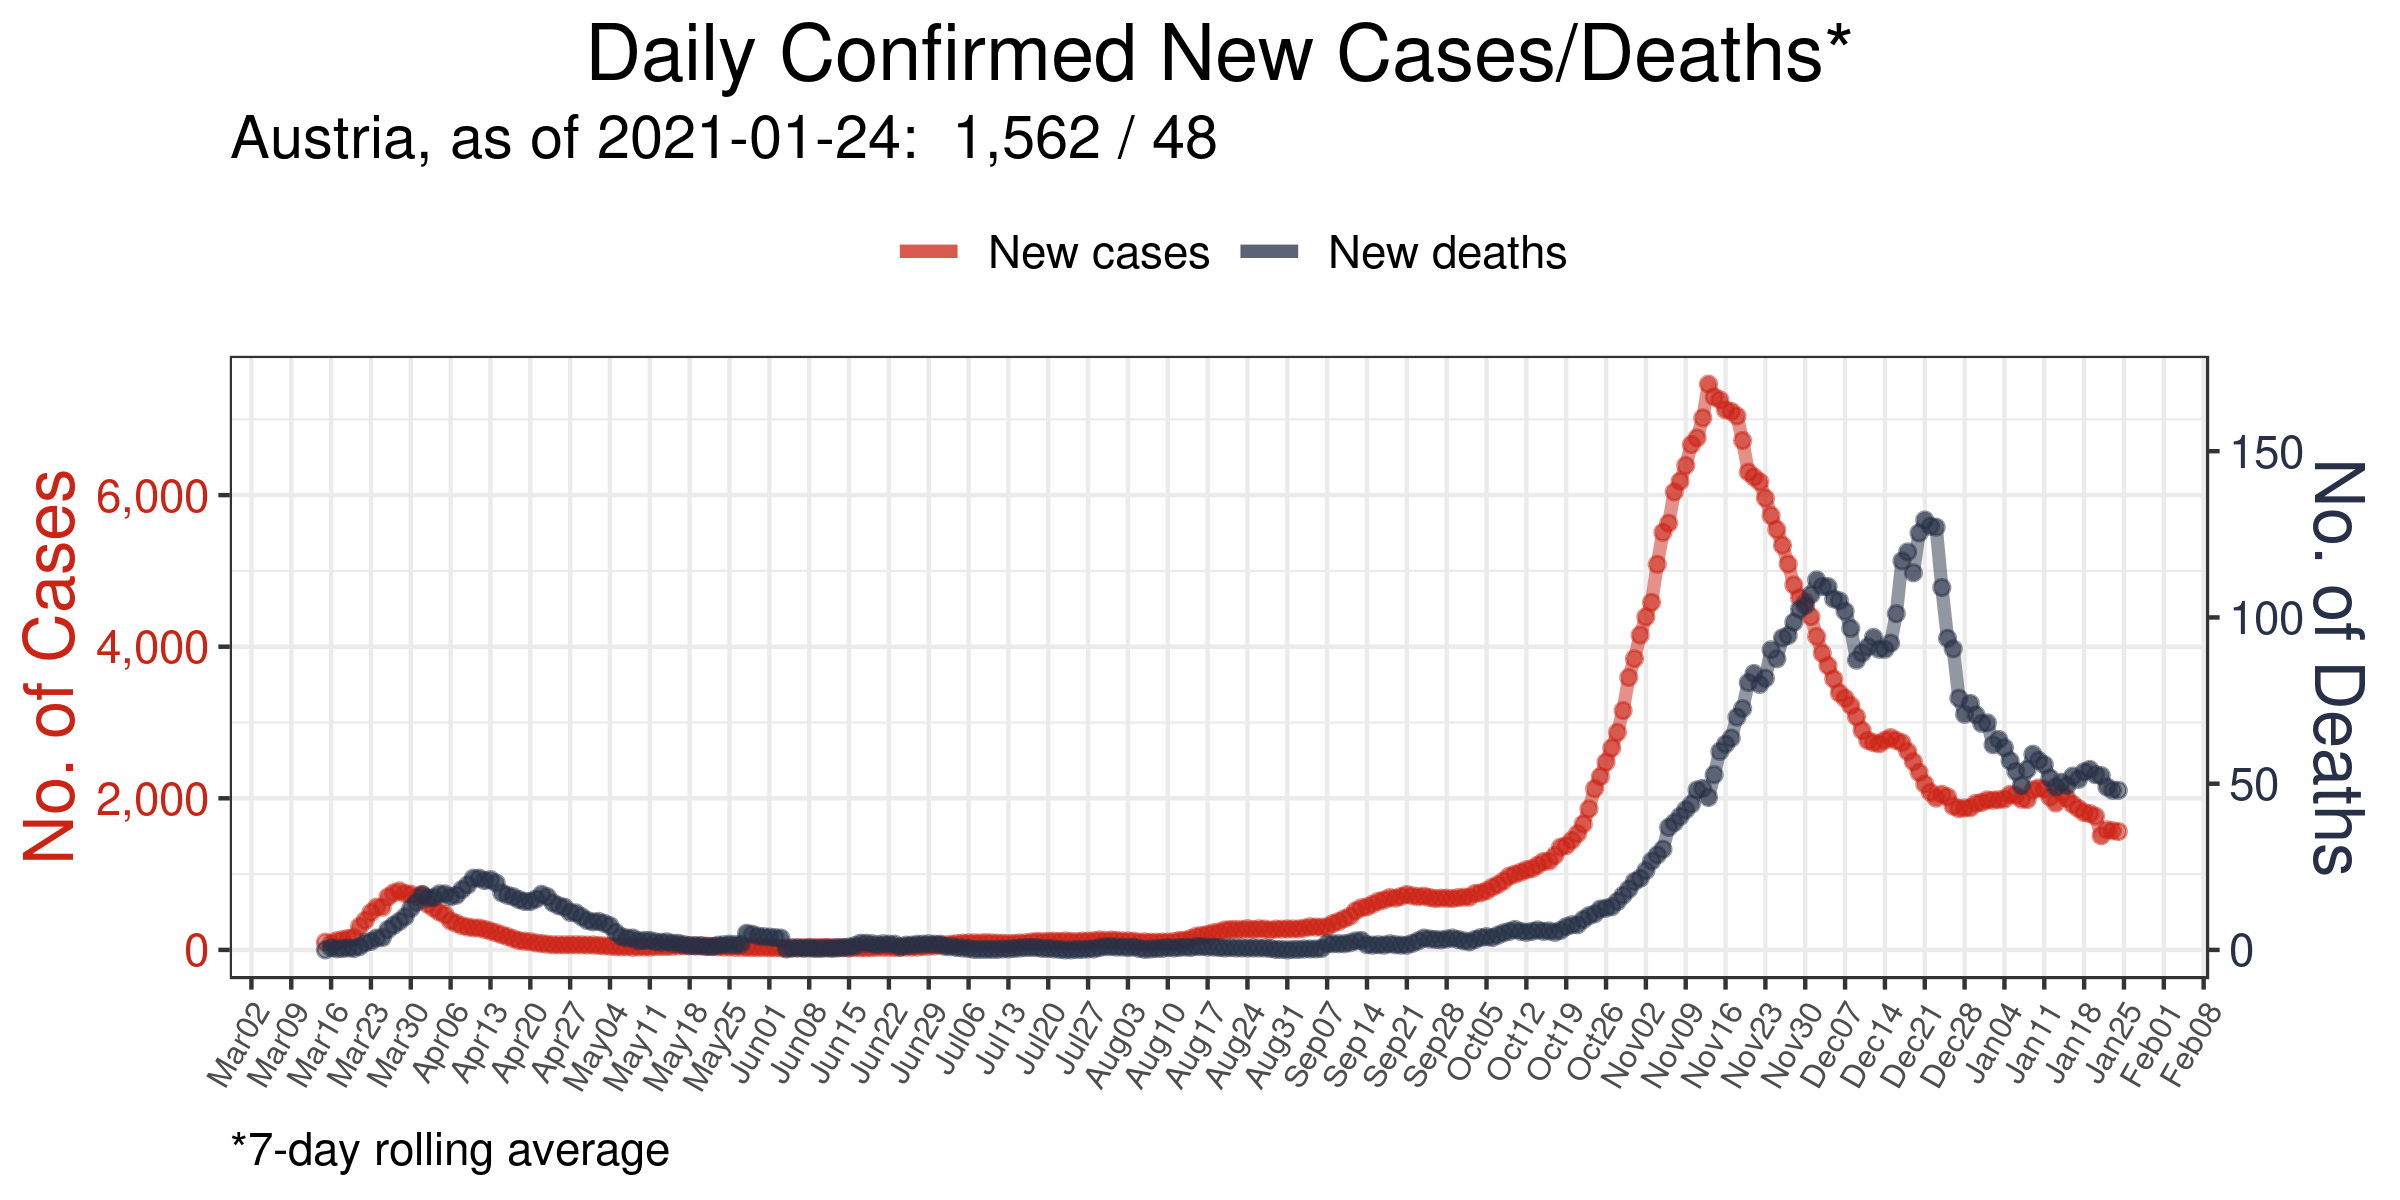 Daily Confirmed New Cases/Deaths*
Austria, as of 2021-01-24: 1,562 / 48
New cases
New deaths
No. of Cases
6,000
4,000
2,000
0
150
100
50
0
No. of Deaths
Mar02
Mar09
Mar16
Mar23
Mar30
Apr06
Apr13
Apr20
Apr27
May04
May11
May18
May25
Jun01
Jun08
Jun15
Jun22
Jun29
Jul06
Jul13
Jul20
Jul27
Aug03
Aug10
Aug17
Aug24
Aug31
Sep07
Sep14
Sep21
Sep28
Oct05
Oct12
Oct19
Oct26
Nov02
Nov09
Nov16
Nov23
Nov30
Dec07
Dec14
Dec21
Dec28
Jan04
Jan11
Jan18
Jan25
Feb01
Feb08
*7-day rolling average